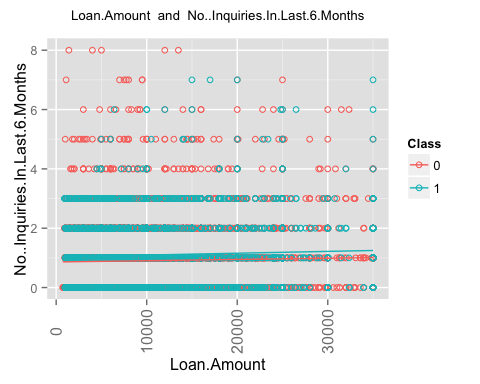 Loan.Amount and No..Inquiries.In.Last.6.Months
No..Inquiries.In.Last.6.Months
8
6
4
2
0
0
10000
20000
30000
Loan.Amount
Class
0
1